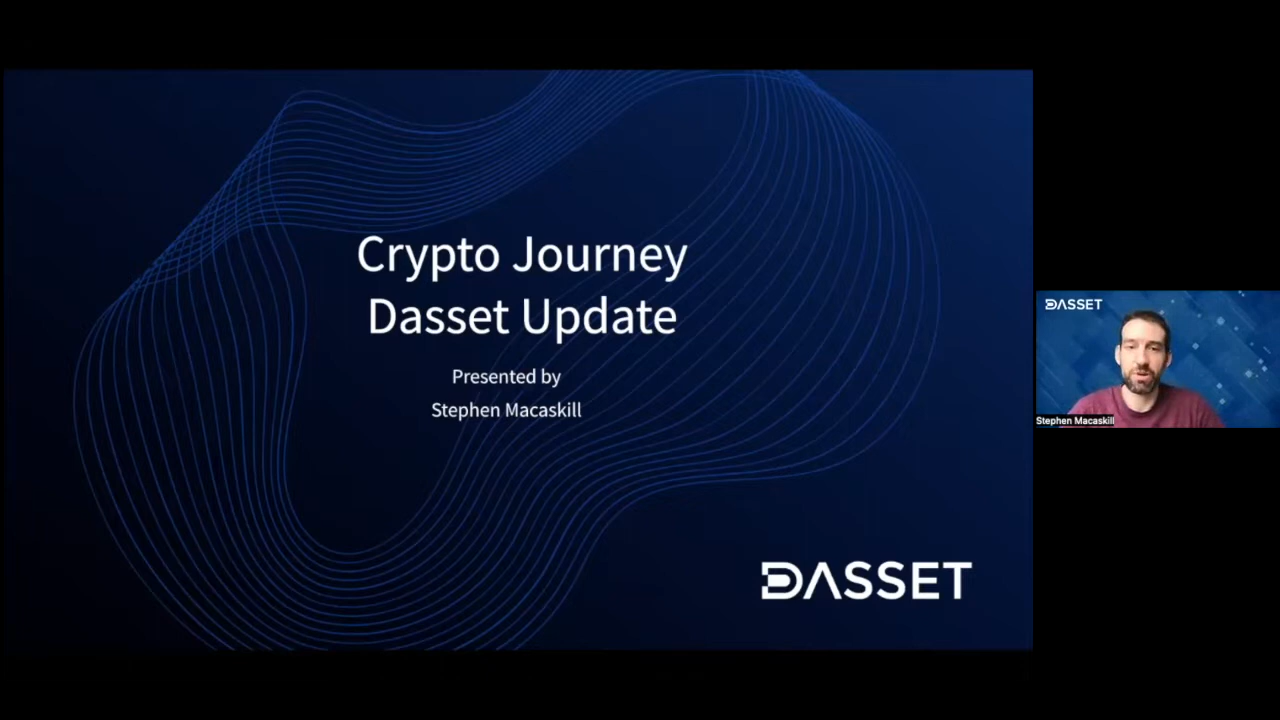 Crypto Journey
Dasset Update
Presented by
Stephen Macaskill
DASSET
DASSET
Stephen Macaskill